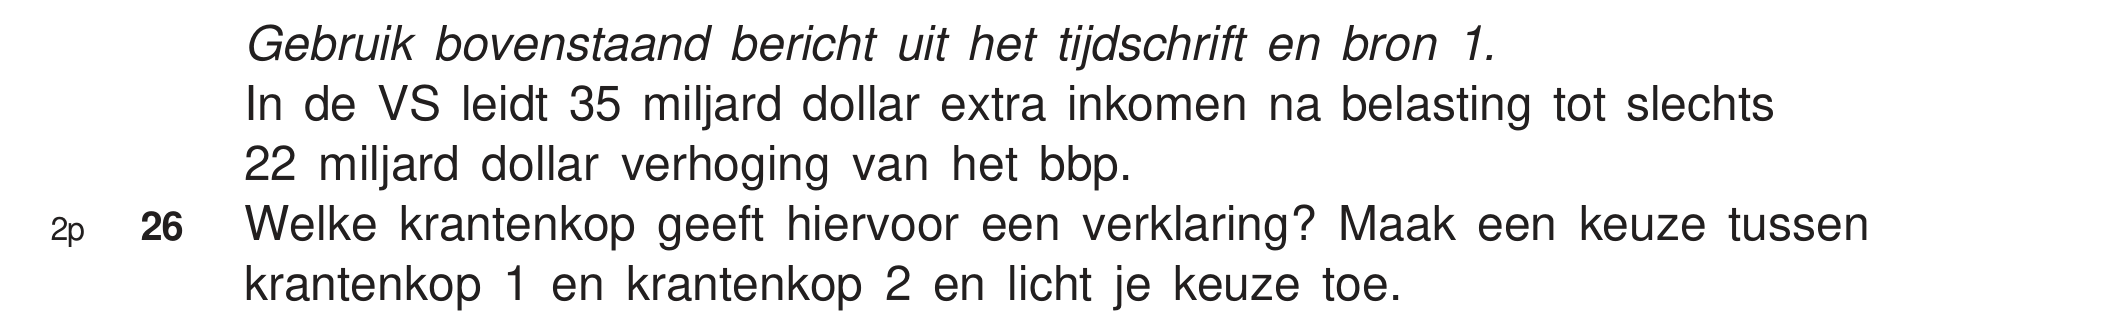 Gebruik bovenstaand bericht uit het tijdschrift en bron 1.
In de VS leidt 35 miljard dollar extra inkomen na belasting tot slechts
22 miljard dollar verhoging van het bbp.
2p 26 Welke krantenkop geeft hiervoor een verklaring? Maak een keuze tussen
krantenkop 1 en krantenkop 2 en licht je keuze toe.